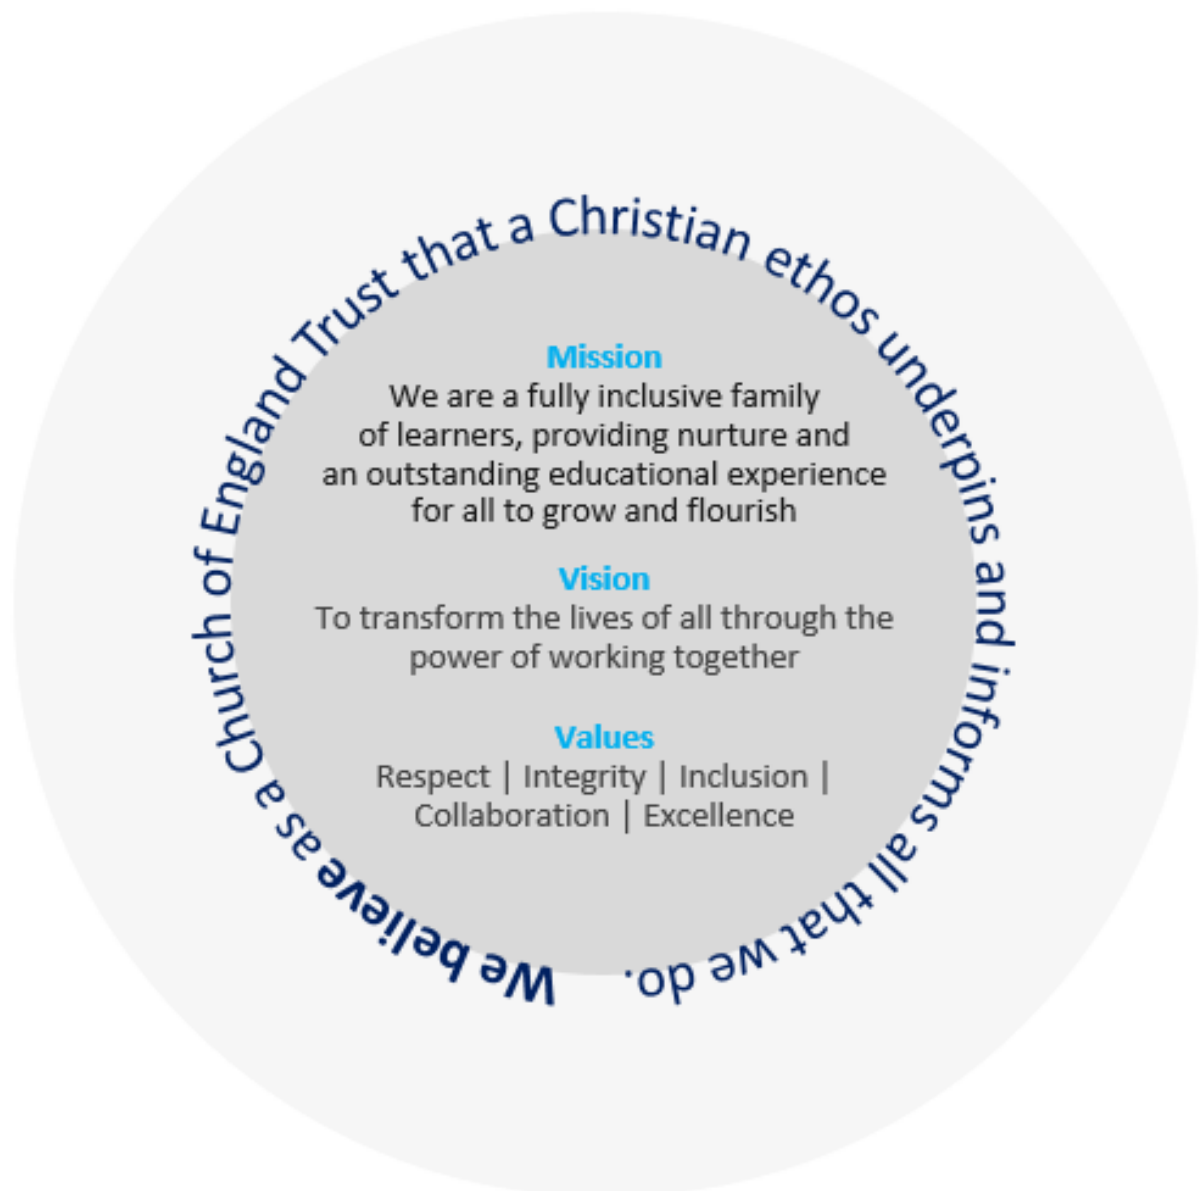 We believe as a Church of England Trust that a Christian ethos underpins and informs all that we do.
Mission
We are a fully inclusive family
of learners, providing nurture and
an outstanding educational experience
for all to grow and flourish
Vision
To transform the lives of all through the
power of working together
Values
Respect | Integrity | Inclusion |
Collaboration | Excellence